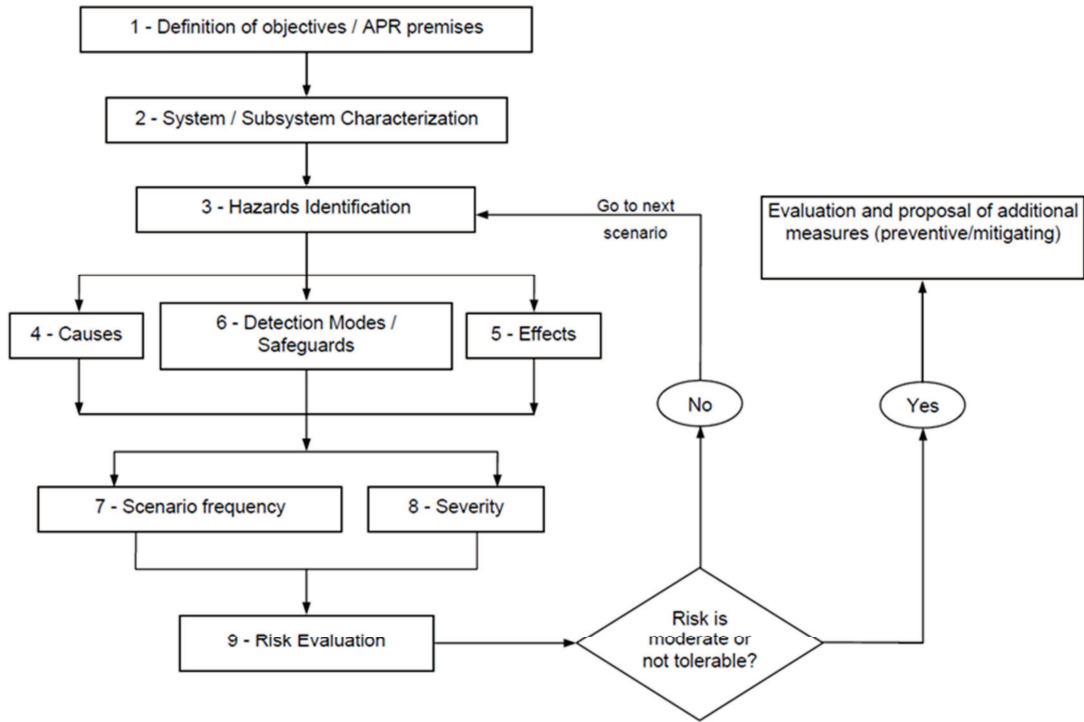 1 - Definition of objectives / APR premises
2 - System / Subsystem Characterization
3 - Hazards Identification
Go to next
scenario
Evaluation and proposal of additional
measures (preventive/mitigating)
4 - Causes
6 - Detection Modes /
Safeguards
5 - Effects
No
Yes
7 - Scenario frequency
8 - Severity
9 - Risk Evaluation
Risk is
moderate or
not tolerable?